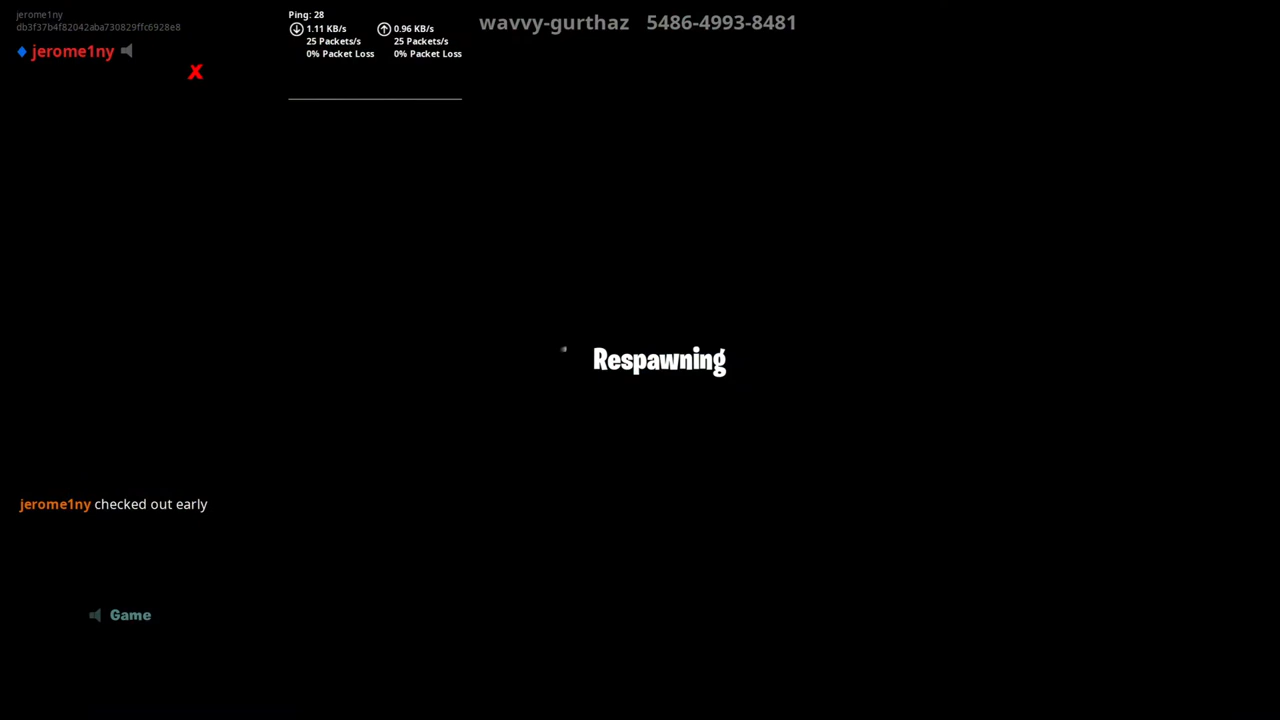 jerome1ny
db3f37b4f82042aba730829ffc6928e8
jerome1ny
X
Ping: 28
1.11 KB/s 0.96 KB/s
25 Packets/s 25 Packets/s
0% Packet Loss 0% Packet Loss
wavvy-gurthaz 5486-4993-8481
Respawning
jerome1ny checked out early
Game